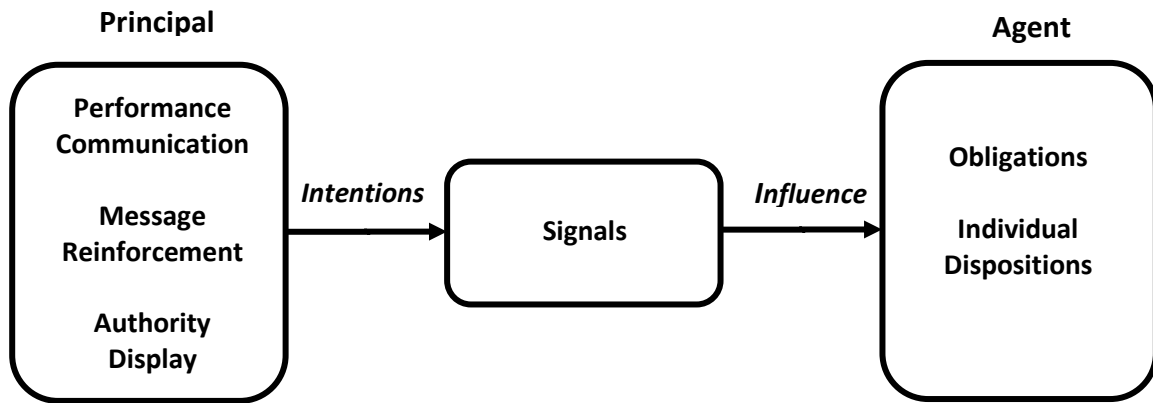 Principal
Performance
Communication
Message
Reinforcement
Authority
Display
Intentions
Signals
Influence
Agent
Obligations
Individual
Dispositions